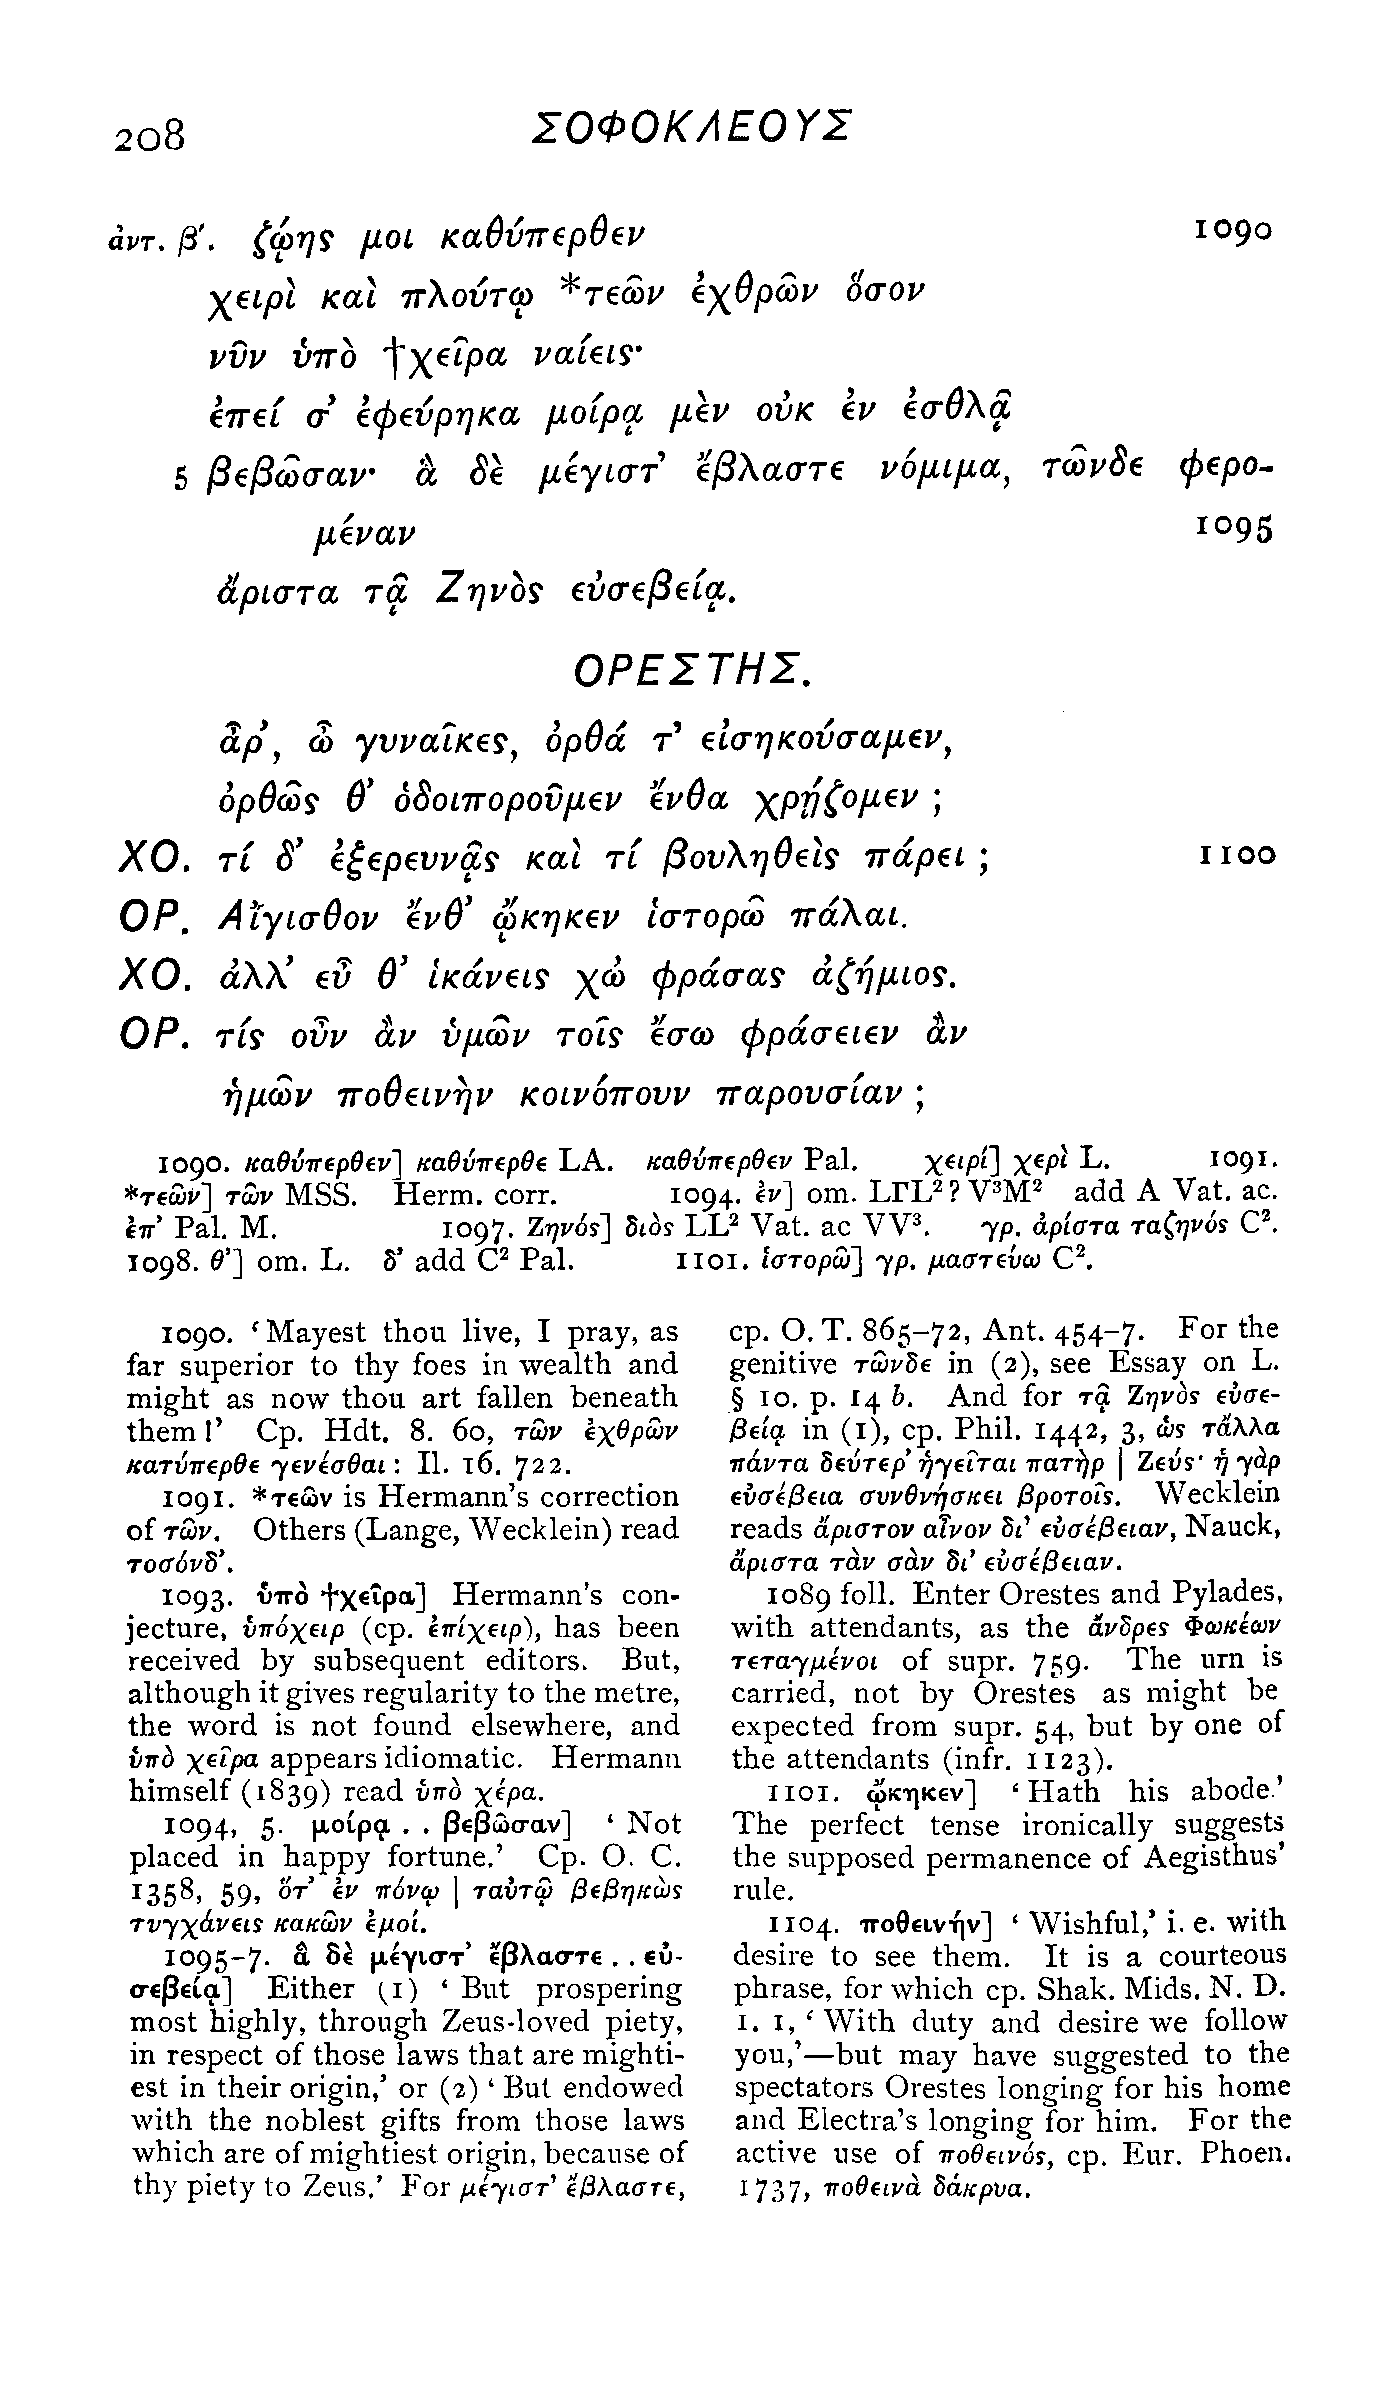 208
ΣΟΦΟΚΛΕΟΥΣ
ἀντ. β'. ζῴης μοι καθύπερθεν 1090
χειρὶ καὶ πλούτῳ *τεῶν ἐχθρῶν ὅσον
νῦν ὑπὸ †χεῖρα ναίεις·
ἐπεί σ' ἐφεύρηκα μοίρᾳ μὲν οὐκ ἐν ἐσθλᾷ
5 βεβῶσαν· ἃ δὲ μέγιστ' ἔβλαστε νόμιμα, τῶνδε φερο-
μέναν 1095
ἄριστα τᾷ Ζηνὸς εὐσεβείᾳ.
ΟΡΕΣΤΗΣ.
ἆρ', ὦ γυναῖκες, ὀρθά τ' εἰσηκούσαμεν,
ὀρθῶς θ' ὁδοιποροῦμεν ἔνθα χρῄζομεν ;
ΧΟ. τί δ' ἐξερευνᾷς καὶ τί βουληθεὶς πάρει ; 1100
ΟΡ. Αἴγισθον ἔνθ' ᾤκηκεν ἱστορῶ πάλαι.
ΧΟ. ἀλλ' εὖ θ' ἱκάνεις χὠ φράσας ἀζήμιος.
ΟΡ. τίς οὖν ἂν ὑμῶν τοῖς ἔσω φράσειεν ἂν
ἡμῶν ποθεινὴν κοινόπουν παρουσίαν ;
1090. καθύπερθεν] καθύπερθε LA. καθύπερθεν Pal. χειρί] χερὶ L. 1091.
*τεῶν] τῶν MSS. Herm. corr. 1094. ἐν] om. LΓL²? V³M² add A Vat. ac.
ἐπ' Pal. M. 1097. Ζηνός] διὸς LL² Vat. ac VV³. γρ. ἀρίστα ταζηνός C².
1098. θ'] om. L. δ' add C² Pal. 1101. ἱστορῶ] γρ. μαστεύω C².
1090. ‘Mayest thou live, I pray, as
far superior to thy foes in wealth and
might as now thou art fallen beneath
them!’ Cp. Hdt. 8. 60, τῶν ἐχθρῶν
κατύπερθε γενέσθαι: Il. 16. 722.
1091. *τεῶν is Hermann's correction
of τῶν. Others (Lange, Wecklein) read
τοσόνδ'.
1093. ὑπὸ †χεῖρα] Hermann's con-
jecture, ὑπόχειρ (cp. ἐπίχειρ), has been
received by subsequent editors. But,
although it gives regularity to the metre,
the word is not found elsewhere, and
ὑπὸ χεῖρα appears idiomatic. Hermann
himself (1839) read ὑπὸ χέρα.
1094, 5. μοίρᾳ . . βεβῶσαν] ‘Not
placed in happy fortune.’ Cp. O. C.
1358, 59, ὅτ' ἐν πόνῳ | ταὐτῷ βεβηκὼς
τυγχάνεις κακῶν ἐμοί.
1095-7. ἃ δὲ μέγιστ' ἔβλαστε . . εὐ-
σεβείᾳ] Either (1) ‘But prospering
most highly, through Zeus-loved piety,
in respect of those laws that are mighti-
est in their origin,’ or (2) ‘But endowed
with the noblest gifts from those laws
which are of mightiest origin, because of
thy piety to Zeus.’ For μέγιστ' ἔβλαστε,
cp. O. T. 865-72, Ant. 454-7. For the
genitive τῶνδε in (2), see Essay on L.
§ 10. p. 14 b. And for τᾷ Ζηνὸς εὐσε-
βείᾳ in (1), cp. Phil. 1442, 3, ὡς τἄλλα
πάντα δεύτερ' ἡγεῖται πατὴρ | Ζεύς· ἡ γὰρ
εὐσέβεια συνθνῄσκει βροτοῖς. Wecklein
reads ἄριστον αἶνον δι' εὐσέβειαν, Nauck,
ἄριστα τὰν σὰν δι' εὐσέβειαν.
1089 foll. Enter Orestes and Pylades,
with attendants, as the ἄνδρες Φωκέων
τεταγμένοι of supr. 759. The urn is
carried, not by Orestes as might be
expected from supr. 54, but by one of
the attendants (infr. 1123).
1101. ᾤκηκεν] ‘Hath his abode.’
The perfect tense ironically suggests
the supposed permanence of Aegisthus'
rule.
1104. ποθεινήν] ‘Wishful,’ i. e. with
desire to see them. It is a courteous
phrase, for which cp. Shak. Mids. N. D.
1. 1, ‘With duty and desire we follow
you,’—but may have suggested to the
spectators Orestes longing for his home
and Electra's longing for him. For the
active use of ποθεινός, cp. Eur. Phoen.
1737, ποθεινὰ δάκρυα.